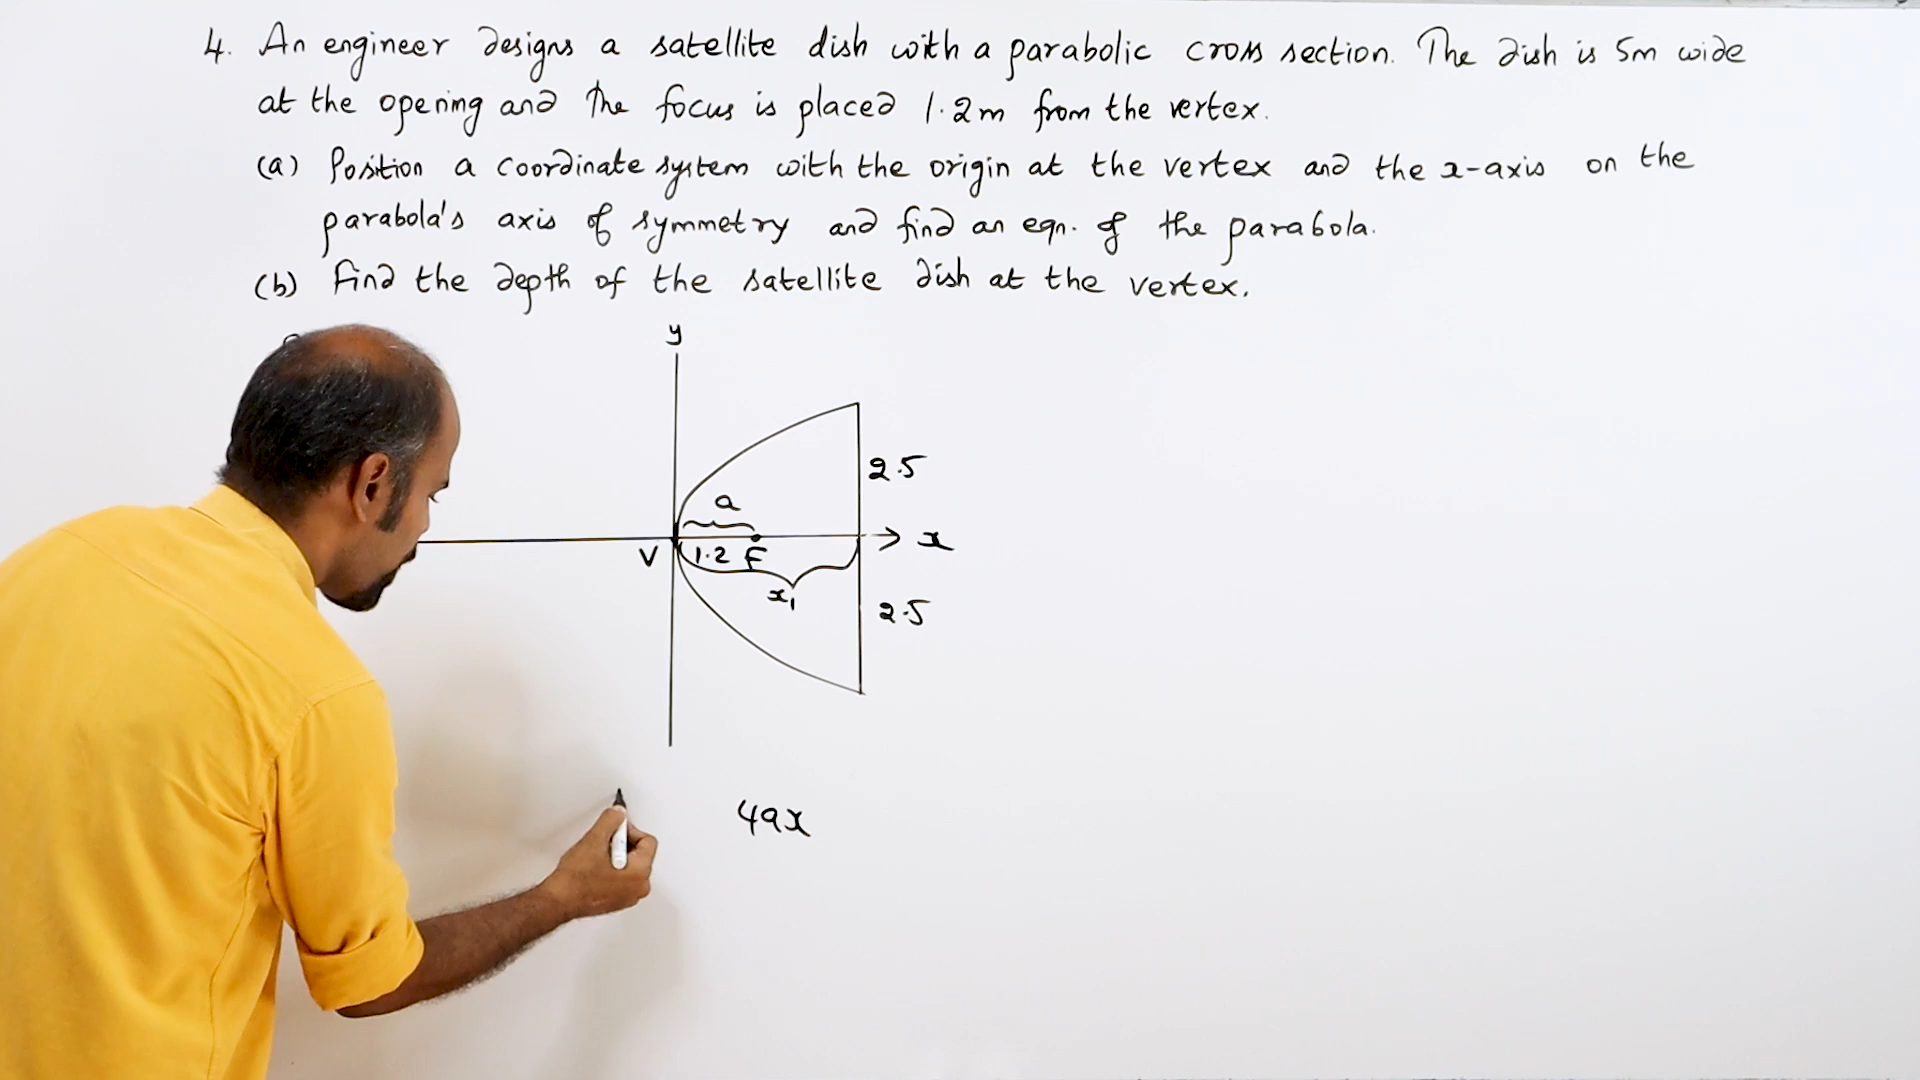 4. An engineer designs a satellite dish with a parabolic cross section. The dish is 5m wide
at the opening and the focus is placed 1.2m from the vertex.
(a) Position a coordinate system with the origin at the vertex and the x-axis on the
parabola's axis of symmetry and find an eqn. of the parabola.
(b) Find the depth of the satellite dish at the vertex.
y
2.5
a
x
V 1.2 F
x₁
2.5
4ax